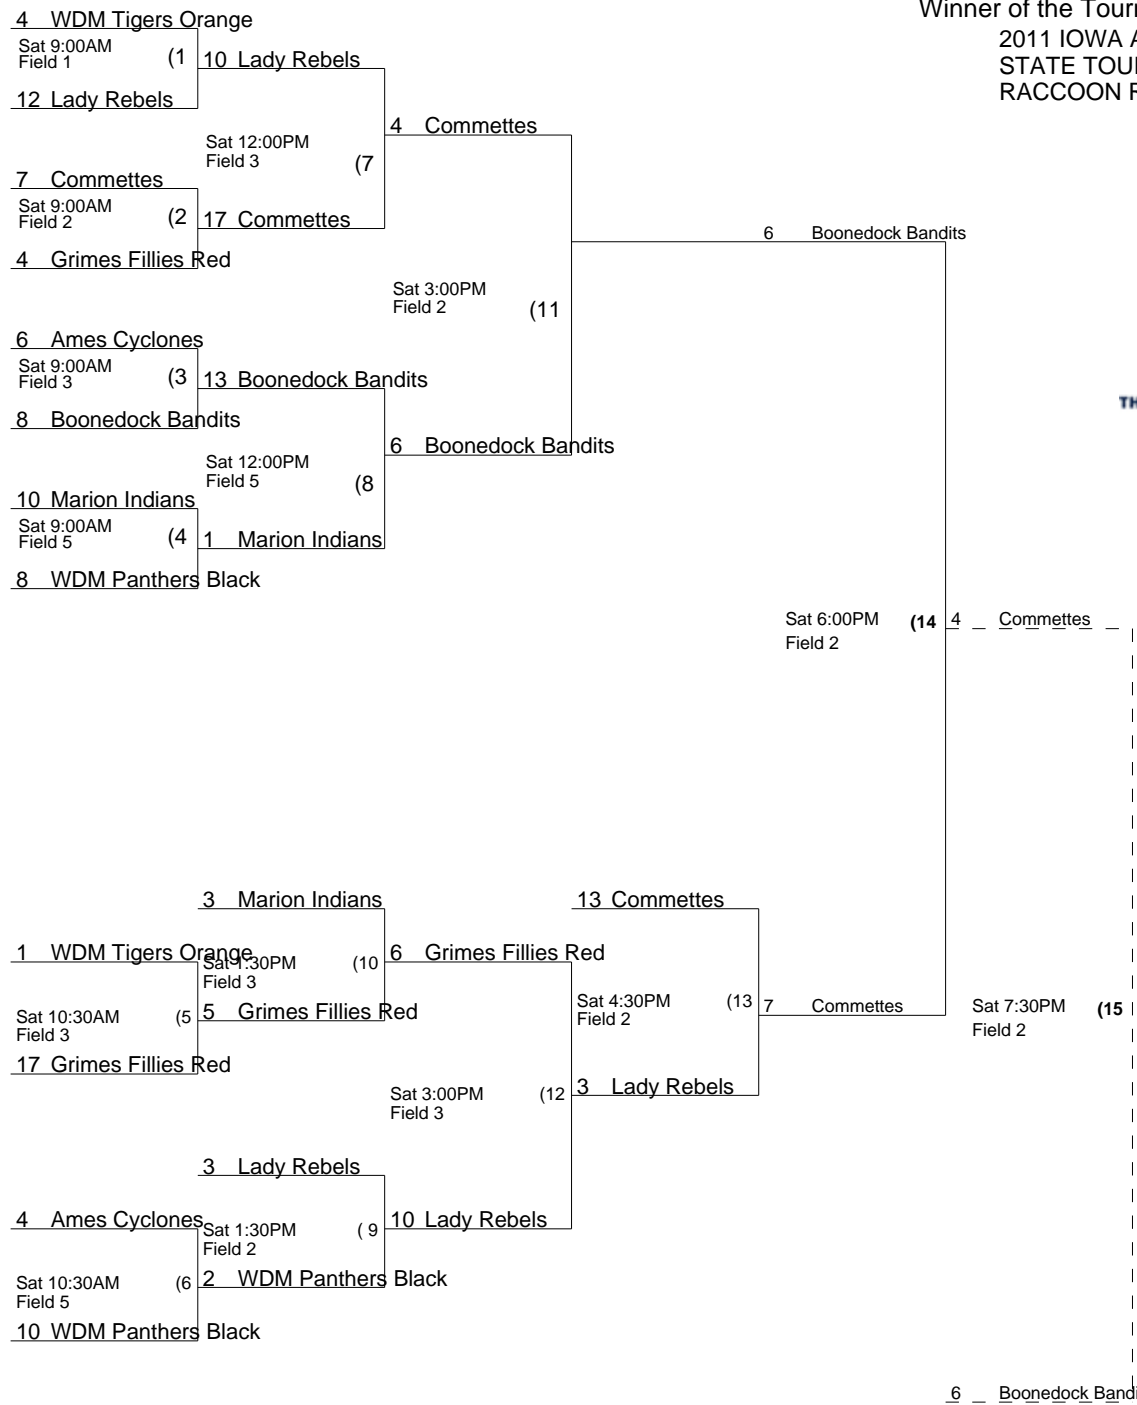 4 WDM Tigers Orange
Winner of the
2011 IOWA
STATE
RACCOON
Sat 9:00AM
Field 1 (1
10 Lady Rebels
12 Lady Rebels
4 Commettes
Sat 12:00PM
Field 3 (7
7 Commettes
Sat 9:00AM
Field 2 (2
17 Commettes
4 Grimes Fillies Red
6 Boonedock Bandits
Sat 3:00PM
Field 2 (11
6 Ames Cyclones
Sat 9:00AM
Field 3 (3
13 Boonedock Bandits
8 Boonedock Bandits
6 Boonedock Bandits
Sat 12:00PM
Field 5 (8
10 Marion Indians
Sat 9:00AM
Field 5 (4
1 Marion Indians
8 WDM Panthers Black
Sat 6:00PM (14
Field 2
4 Commettes
3 Marion Indians
13 Commettes
1 WDM Tigers Orange
Sat 1:30PM (10
Field 3
6 Grimes Fillies Red
Sat 10:30AM (5
Field 3
5 Grimes Fillies Red
17 Grimes Fillies Red
Sat 4:30PM (13
Field 2
7 Commettes
Sat 7:30PM (15
Field 2
Sat 3:00PM (12
Field 3
3 Lady Rebels
3 Lady Rebels
4 Ames Cyclones
Sat 1:30PM ( 9
Field 2
10 Lady Rebels
Sat 10:30AM (6
Field 5
2 WDM Panthers Black
10 WDM Panthers Black
6 Boonedock